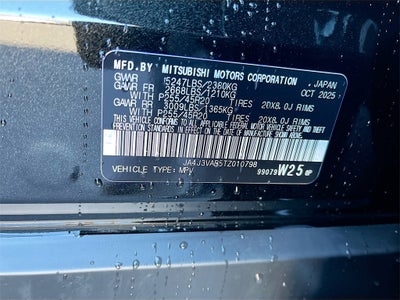 MFD.BY MITSUBISHI MOTORS CORPORATION, JAPAN
GVWR 5247LBS/2380KG OCT 2025
GAWR FR 2668LBS/1210KG
WITH P255/45R20 TIRES 20X8.0J RIMS
GAWR RR 3009LBS/1365KG
WITH P255/45R20 TIRES 20X8.0J RIMS
THIS VEHICLE CONFORMS TO ALL APPLICABLE FEDERAL MOTOR VEHICLE SAFETY, BUMPER AND THEFT PREVENTION STANDARDS IN EFFECT ON THE DATE OF MANUFACTURE SHOWN ABOVE.
JA4J3VAB5TZ010798
VEHICLE TYPE: MPV 99079 W25 MP